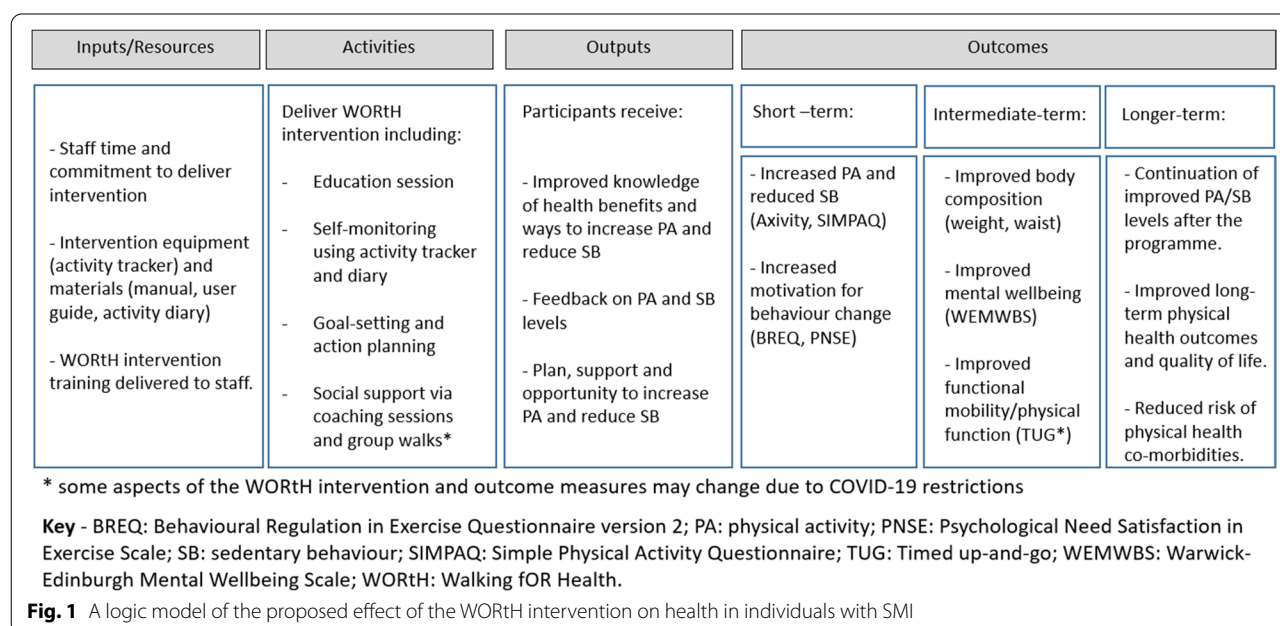 Inputs/Resources
Activities
Outputs
Outcomes
- Staff time and
commitment to deliver
intervention
- Intervention equipment
(activity tracker) and
materials (manual, user
guide, activity diary)
- WORtH intervention
training delivered to staff.
Deliver WORtH
intervention including:
- Education session
- Self-monitoring
using activity tracker
and diary
- Goal-setting and
action planning
- Social support via
coaching sessions
and group walks*
Participants receive:
- Improved knowledge
of health benefits and
ways to increase PA and
reduce SB
- Feedback on PA and SB
levels
- Plan, support and
opportunity to increase
PA and reduce SB
Short –term:
- Increased PA and
reduced SB
(Axivity, SIMPAQ)
- Increased
motivation for
behaviour change
(BREQ, PNSE)
Intermediate-term:
- Improved body
composition
(weight, waist)
- Improved
mental wellbeing
(WEMWBS)
- Improved
functional
mobility/physical
function (TUG*)
Longer-term:
- Continuation of
improved PA/SB
levels after the
programme.
- Improved long-
term physical
health outcomes
and quality of life.
- Reduced risk of
physical health
co-morbidities.
* some aspects of the WORtH intervention and outcome measures may change due to COVID-19 restrictions
Key - BREQ: Behavioural Regulation in Exercise Questionnaire version 2; PA: physical activity; PNSE: Psychological Need Satisfaction in
Exercise Scale; SB: sedentary behaviour; SIMPAQ: Simple Physical Activity Questionnaire; TUG: Timed up-and-go; WEMWBS: Warwick-
Edinburgh Mental Wellbeing Scale; WORtH: Walking fOR Health.
Fig. 1 A logic model of the proposed effect of the WORtH intervention on health in individuals with SMI